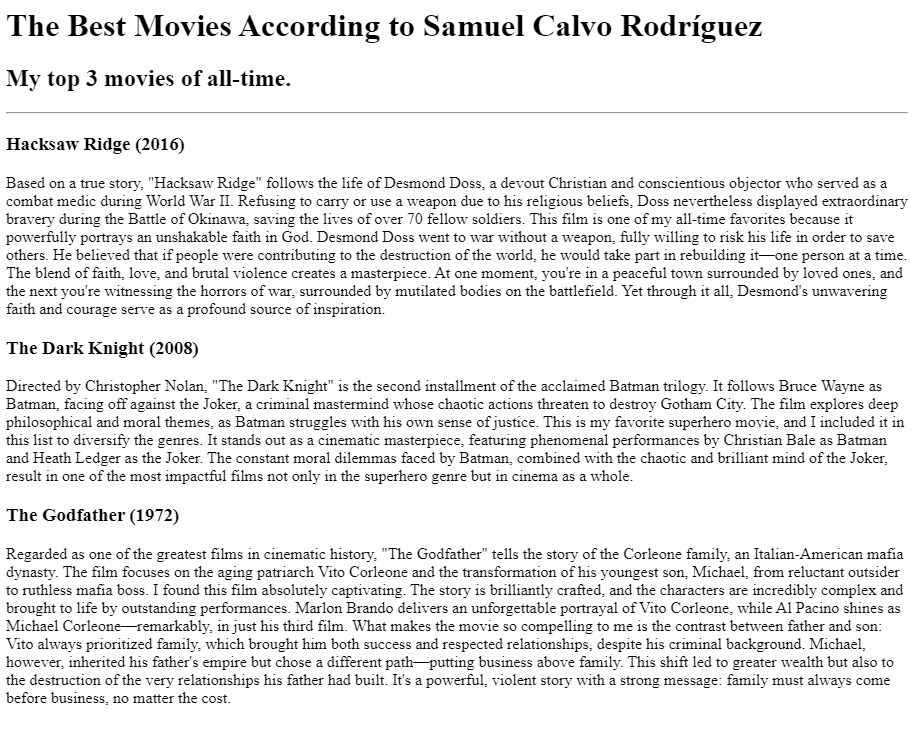 The Best Movies According to Samuel Calvo Rodríguez
My top 3 movies of all-time.
Hacksaw Ridge (2016)
Based on a true story, "Hacksaw Ridge" follows the life of Desmond Doss, a devout Christian and conscientious objector who served as a
combat medic during World War II. Refusing to carry or use a weapon due to his religious beliefs, Doss nevertheless displayed extraordinary
bravery during the Battle of Okinawa, saving the lives of over 70 fellow soldiers. This film is one of my all-time favorites because it
powerfully portrays an unshakable faith in God. Desmond Doss went to war without a weapon, fully willing to risk his life in order to save
others. He believed that if people were contributing to the destruction of the world, he would take part in rebuilding it—one person at a time.
The blend of faith, love, and brutal violence creates a masterpiece. At one moment, you're in a peaceful town surrounded by loved ones, and
the next you're witnessing the horrors of war, surrounded by mutilated bodies on the battlefield. Yet through it all, Desmond's unwavering
faith and courage serve as a profound source of inspiration.
The Dark Knight (2008)
Directed by Christopher Nolan, "The Dark Knight" is the second installment of the acclaimed Batman trilogy. It follows Bruce Wayne as
Batman, facing off against the Joker, a criminal mastermind whose chaotic actions threaten to destroy Gotham City. The film explores deep
philosophical and moral themes, as Batman struggles with his own sense of justice. This is my favorite superhero movie, and I included it in
this list to diversify the genres. It stands out as a cinematic masterpiece, featuring phenomenal performances by Christian Bale as Batman
and Heath Ledger as the Joker. The constant moral dilemmas faced by Batman, combined with the chaotic and brilliant mind of the Joker,
result in one of the most impactful films not only in the superhero genre but in cinema as a whole.
The Godfather (1972)
Regarded as one of the greatest films in cinematic history, "The Godfather" tells the story of the Corleone family, an Italian-American mafia
dynasty. The film focuses on the aging patriarch Vito Corleone and the transformation of his youngest son, Michael, from reluctant outsider
to ruthless mafia boss. I found this film absolutely captivating. The story is brilliantly crafted, and the characters are incredibly complex and
brought to life by outstanding performances. Marlon Brando delivers an unforgettable portrayal of Vito Corleone, while Al Pacino shines as
Michael Corleone—remarkably, in just his third film. What makes the movie so compelling to me is the contrast between father and son:
Vito always prioritized family, which brought him both success and respected relationships, despite his criminal background. Michael,
however, inherited his father's empire but chose a different path—putting business above family. This shift led to greater wealth but also to
the destruction of the very relationships his father had built. It's a powerful, violent story with a strong message: family must always come
before business, no matter the cost.